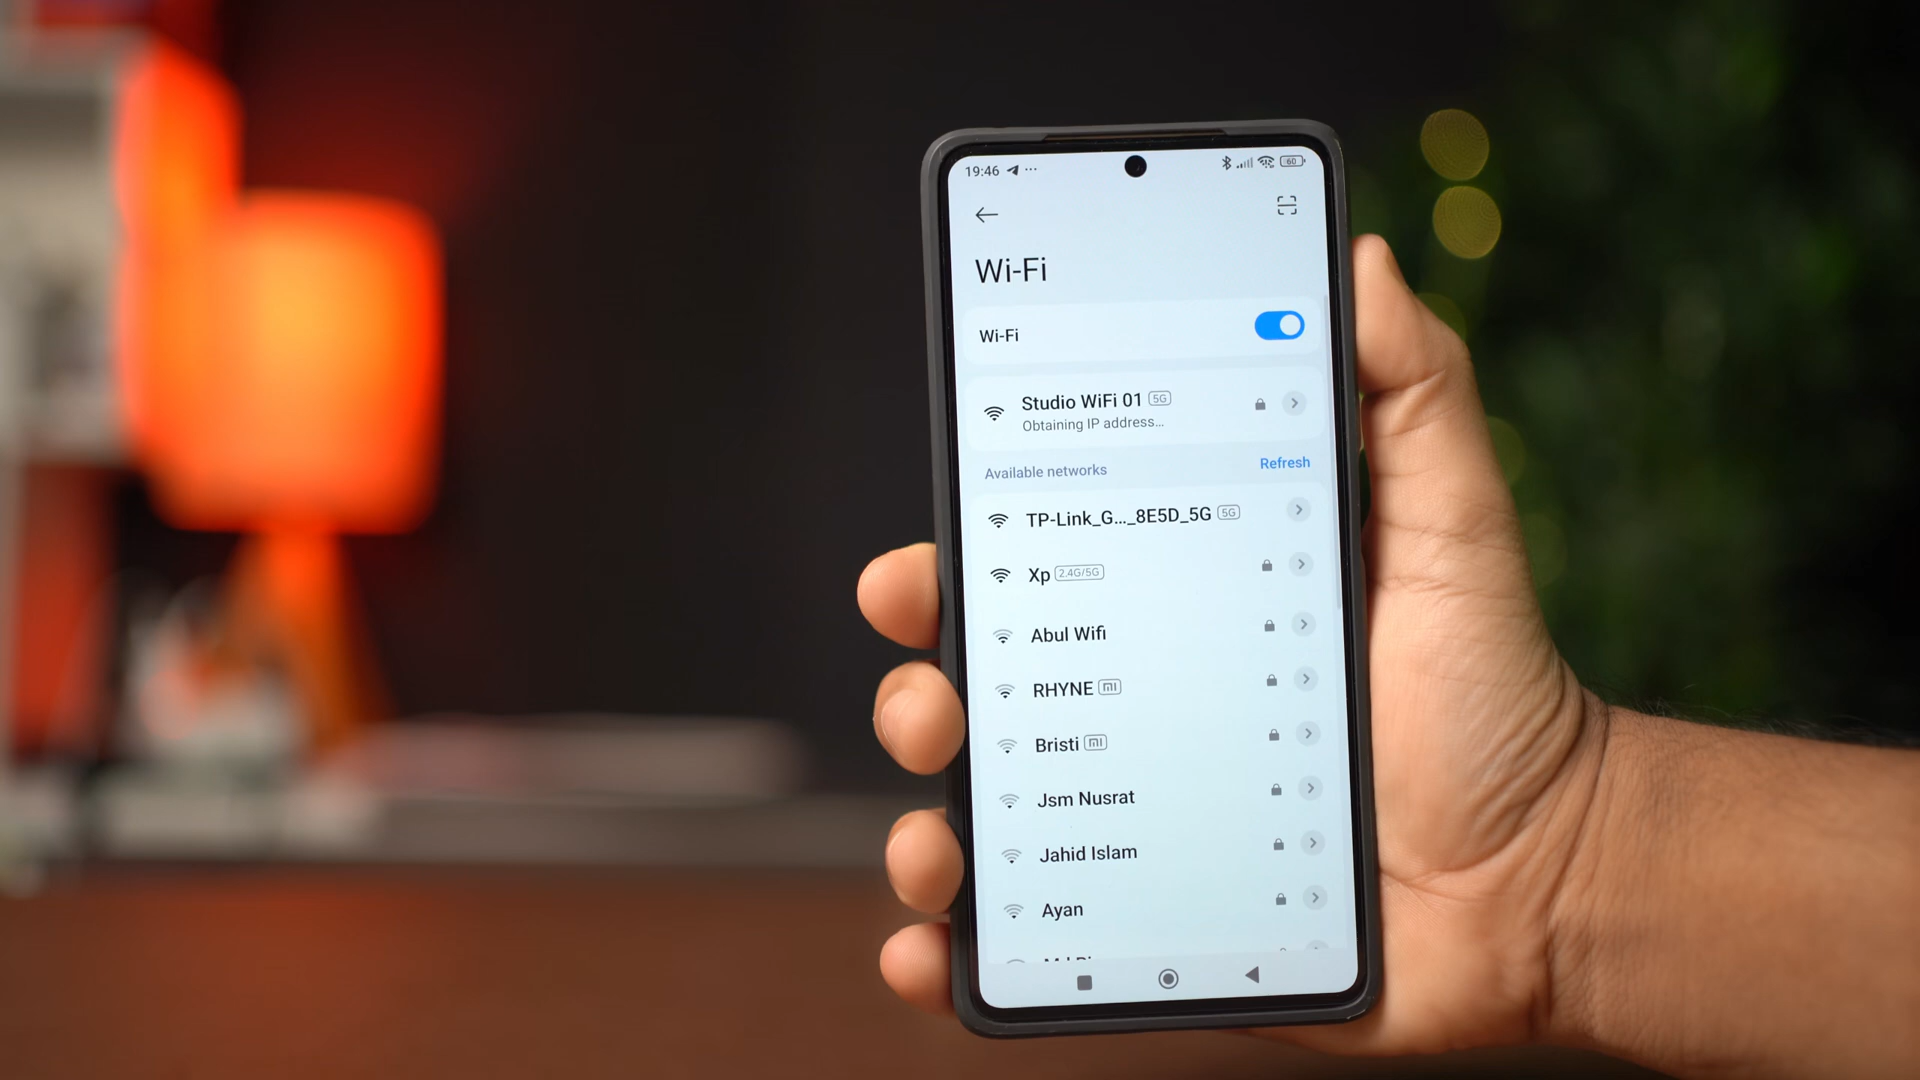 19:46 ... 60
Wi-Fi
Wi-Fi
Studio WiFi 01 5G
Obtaining IP address...
Available networks Refresh
TP-Link_G..._8E5D_5G 5G
Xp 2.4G/5G
Abul Wifi
RHYNE mi
Bristi mi
Jsm Nusrat
Jahid Islam
Ayan